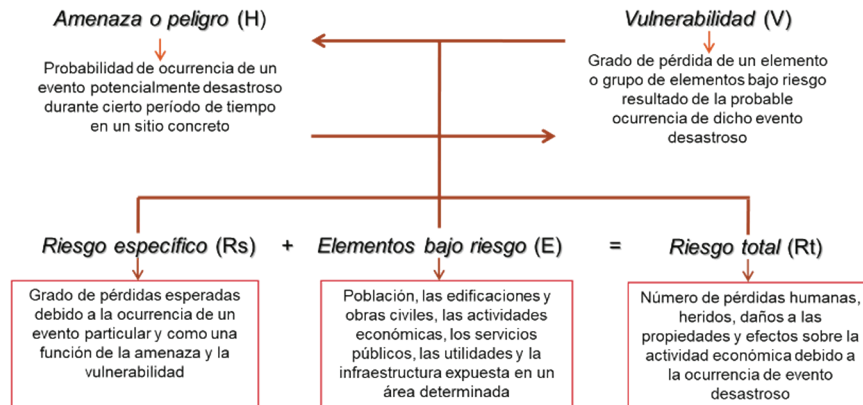 Amenaza o peligro (H)
Probabilidad de ocurrencia de un
evento potencialmente desastroso
durante cierto período de tiempo
en un sitio concreto
Vulnerabilidad (V)
Grado de pérdida de un elemento
o grupo de elementos bajo riesgo
resultado de la probable
ocurrencia de dicho evento
desastroso
Riesgo específico (Rs) + Elementos bajo riesgo (E) = Riesgo total (Rt)
Grado de pérdidas esperadas
debido a la ocurrencia de un
evento particular y como una
función de la amenaza y la
vulnerabilidad
Población, las edificaciones y
obras civiles, las actividades
económicas, los servicios
públicos, las utilidades y la
infraestructura expuesta en un
área determinada
Número de pérdidas humanas,
heridos, daños a las
propiedades y efectos sobre la
actividad económica debido a
la ocurrencia de evento
desastroso